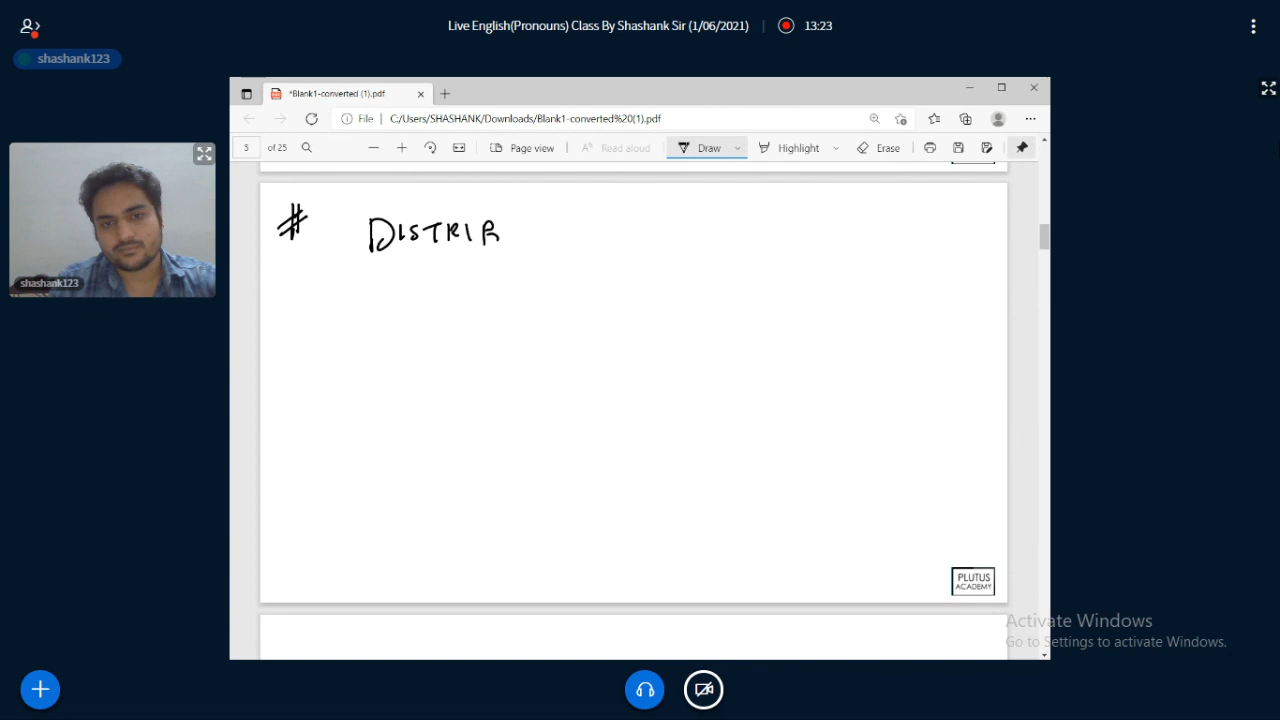 Live English(Pronouns) Class By Shashank Sir (1/06/2021) 13:23
shashank123
*Blank1-converted (1).pdf
File C:/Users/SHASHANK/Downloads/Blank1-converted%20(1).pdf
5 of 25 Page view Read aloud Draw Highlight Erase
# DISTRIB
shashank123
PLUTUS
ACADEMY
Activate Windows
Go to Settings to activate Windows.